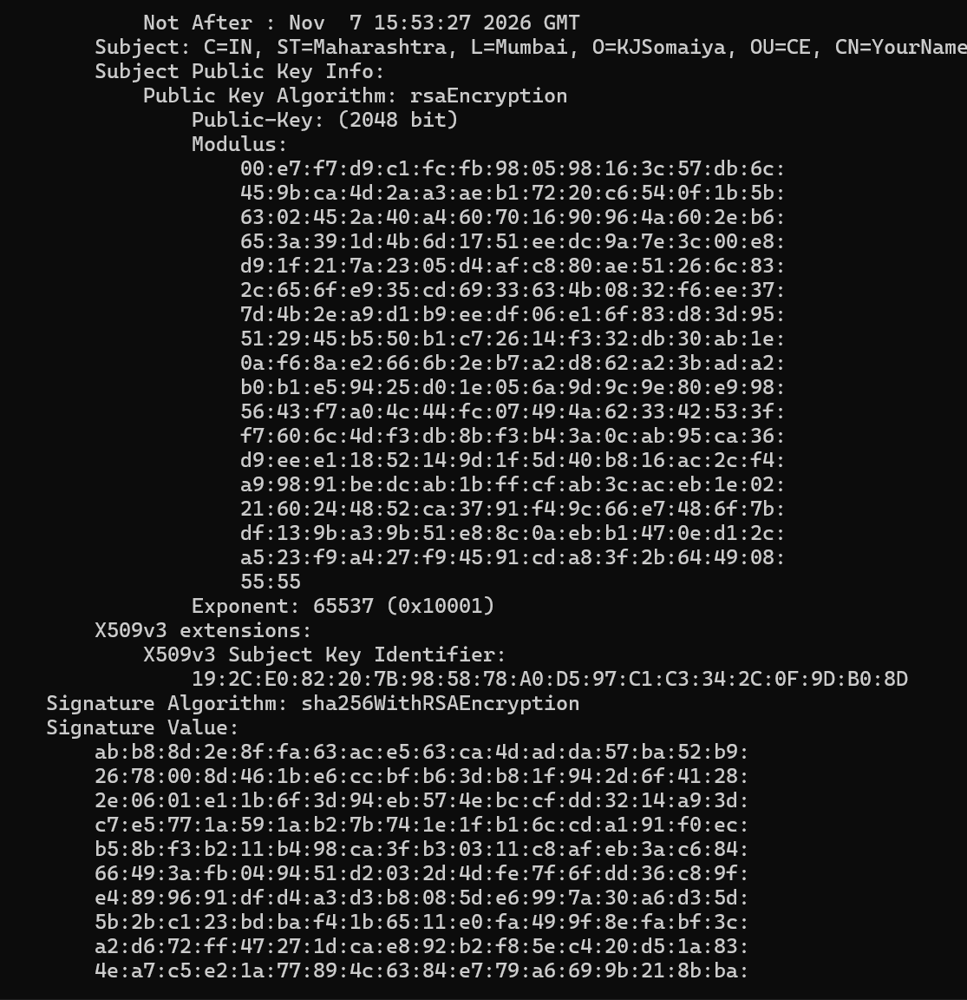 Not After : Nov  7 15:53:27 2026 GMT
Subject: C=IN, ST=Maharashtra, L=Mumbai, O=KJSomaiya, OU=CE, CN=YourName
Subject Public Key Info:
Public Key Algorithm: rsaEncryption
Public-Key: (2048 bit)
Modulus:
00:e7:f7:d9:c1:fc:fb:98:05:98:16:3c:57:db:6c:
45:9b:ca:4d:2a:a3:ae:b1:72:20:c6:54:0f:1b:5b:
63:02:45:2a:40:a4:60:70:16:90:96:4a:60:2e:b6:
65:3a:39:1d:4b:6d:17:51:ee:dc:9a:7e:3c:00:e8:
d9:1f:21:7a:23:05:d4:af:c8:80:ae:51:26:6c:83:
2c:65:6f:e9:35:cd:69:33:63:4b:08:32:f6:ee:37:
7d:4b:2e:a9:d1:b9:ee:df:06:e1:6f:83:d8:3d:95:
51:29:45:b5:50:b1:c7:26:14:f3:32:db:30:ab:1e:
0a:f6:8a:e2:66:6b:2e:b7:a2:d8:62:a2:3b:ad:a2:
b0:b1:e5:94:25:d0:1e:05:6a:9d:9c:9e:80:e9:98:
56:43:f7:a0:4c:44:fc:07:49:4a:62:33:42:53:3f:
f7:60:6c:4d:f3:db:8b:f3:b4:3a:0c:ab:95:ca:36:
d9:ee:e1:18:52:14:9d:1f:5d:40:b8:16:ac:2c:f4:
a9:98:91:be:dc:ab:1b:ff:cf:ab:3c:ac:eb:1e:02:
21:60:24:48:52:ca:37:91:f4:9c:66:e7:48:6f:7b:
df:13:9b:a3:9b:51:e8:8c:0a:eb:b1:47:0e:d1:2c:
a5:23:f9:a4:27:f9:45:91:cd:a8:3f:2b:64:49:08:
55:55
Exponent: 65537 (0x10001)
X509v3 extensions:
X509v3 Subject Key Identifier:
19:2C:E0:82:20:7B:98:58:78:A0:D5:97:C1:C3:34:2C:0F:9D:B0:8D
Signature Algorithm: sha256WithRSAEncryption
Signature Value:
ab:b8:8d:2e:8f:fa:63:ac:e5:63:ca:4d:ad:da:57:ba:52:b9:
26:78:00:8d:46:1b:e6:cc:bf:b6:3d:b8:1f:94:2d:6f:41:28:
2e:06:01:e1:1b:6f:3d:94:eb:57:4e:bc:cf:dd:32:14:a9:3d:
c7:e5:77:1a:59:1a:b2:7b:74:1e:1f:b1:6c:cd:a1:91:f0:ec:
b5:8b:f3:b2:11:b4:98:ca:3f:b3:03:11:c8:af:eb:3a:c6:84:
66:49:3a:fb:04:94:51:d2:03:2d:4d:fe:7f:6f:dd:36:c8:9f:
e4:89:96:91:df:d4:a3:d3:b8:08:5d:e6:99:7a:30:a6:d3:5d:
5b:2b:c1:23:bd:ba:f4:1b:65:11:e0:fa:49:9f:8e:fa:bf:3c:
a2:d6:72:ff:47:27:1d:ca:e8:92:b2:f8:5e:c4:20:d5:1a:83:
4e:a7:c5:e2:1a:77:89:4c:63:84:e7:79:a6:69:9b:21:8b:ba: